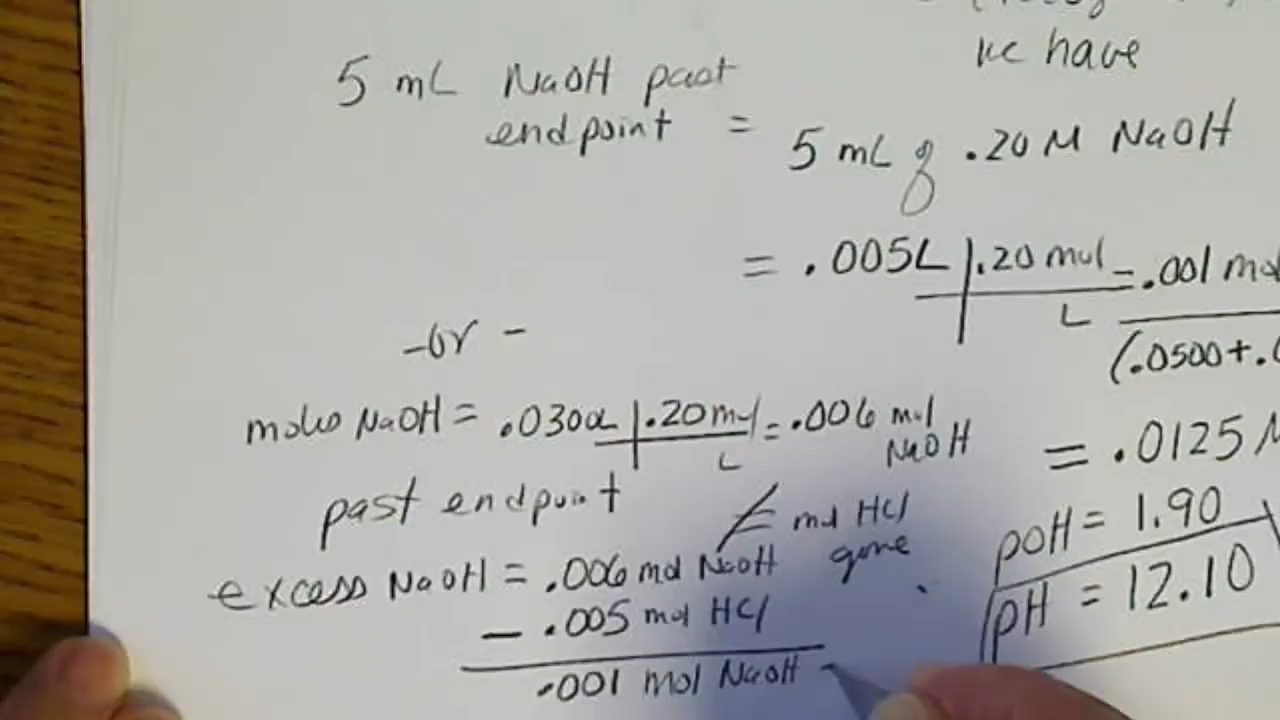 we have
5 mL NaOH past
endpoint = 5 mL of .20 M NaOH
= .005L | .20 mol / L = .001 mol
(.0500+.0
-or-
moles NaOH = .030 | .20 mol / L = .006 mol NaOH
past endpoint
= .0125 M
mol HCl
gone
pOH = 1.90
excess NaOH = .006 mol NaOH
- .005 mol HCl
pH = 12.10
.001 mol NaOH